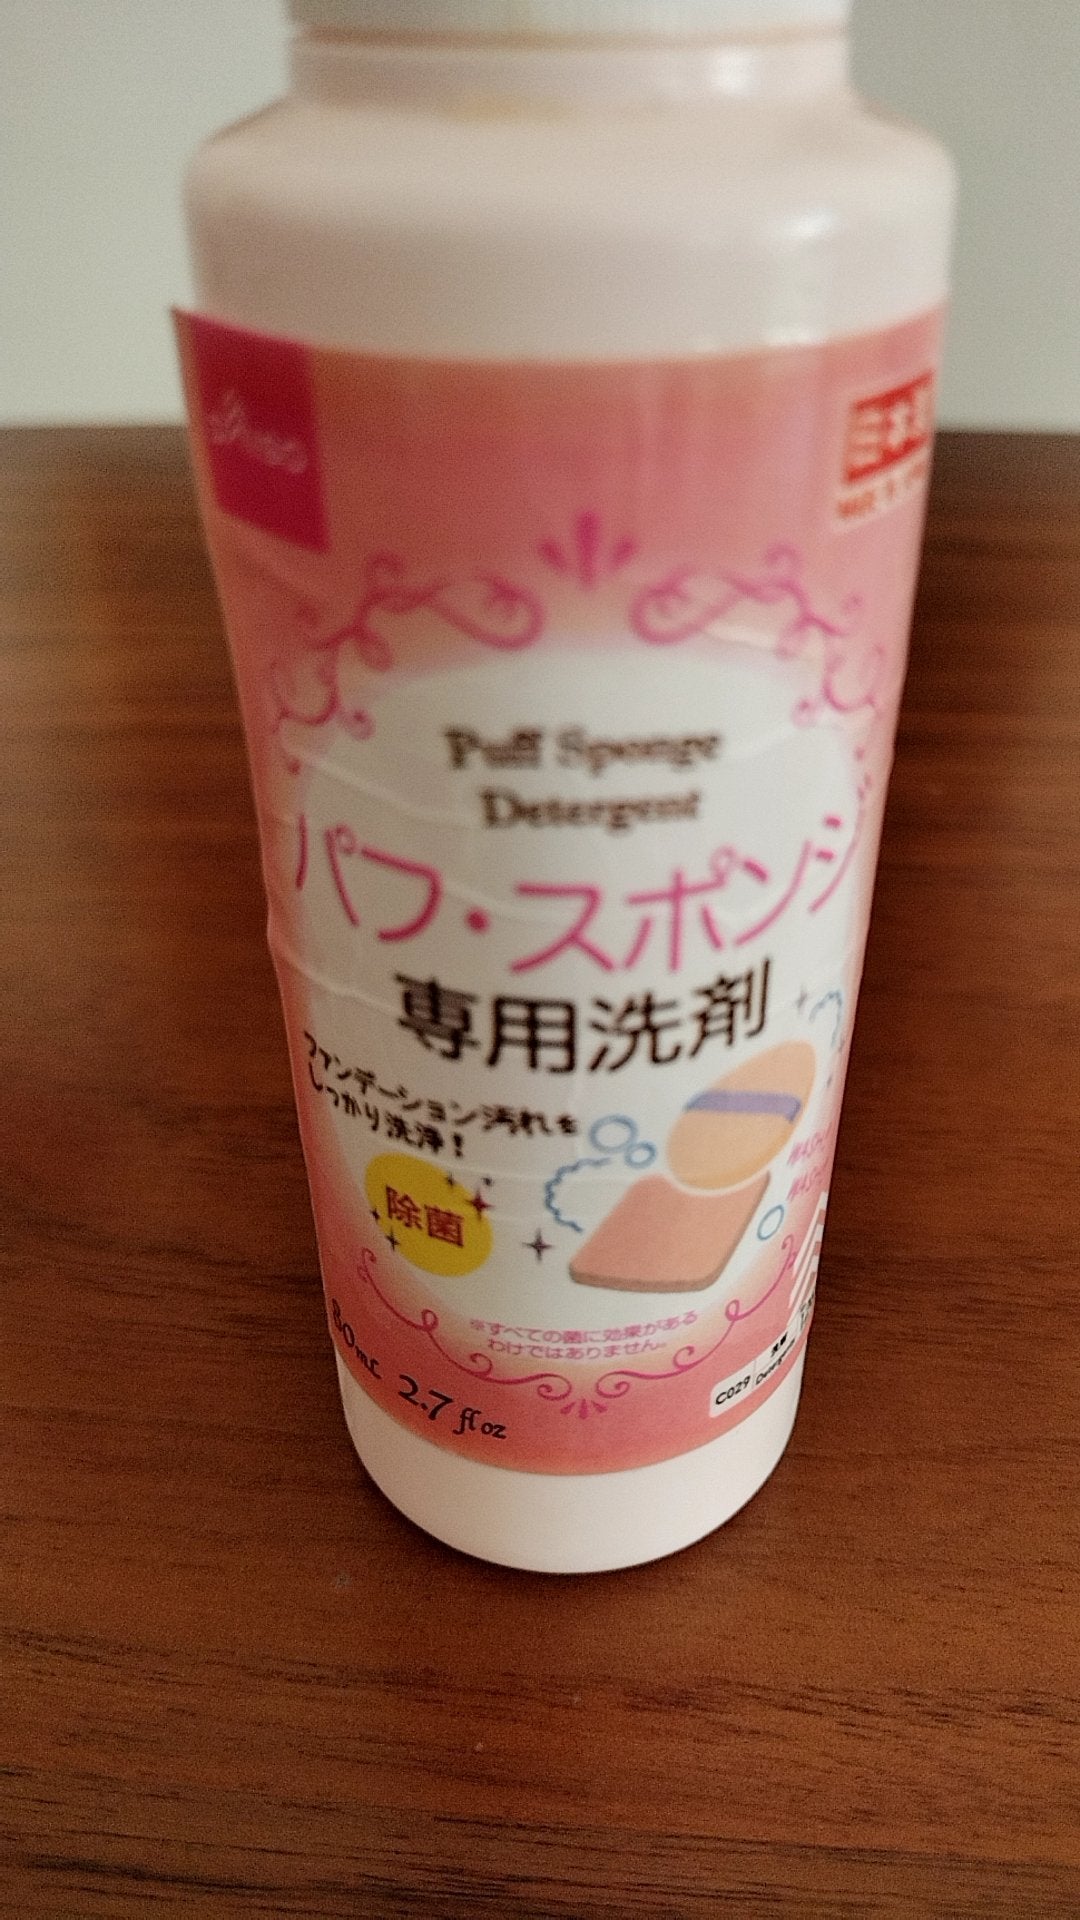 Puff Sponge
Detergent
パフ・スポンジ
専用洗剤
ファンデーション汚れを
しっかり洗浄!
除菌
※すべての菌に効果がある
わけではありません。
80mL 2.7 fl oz
C029
Detergent